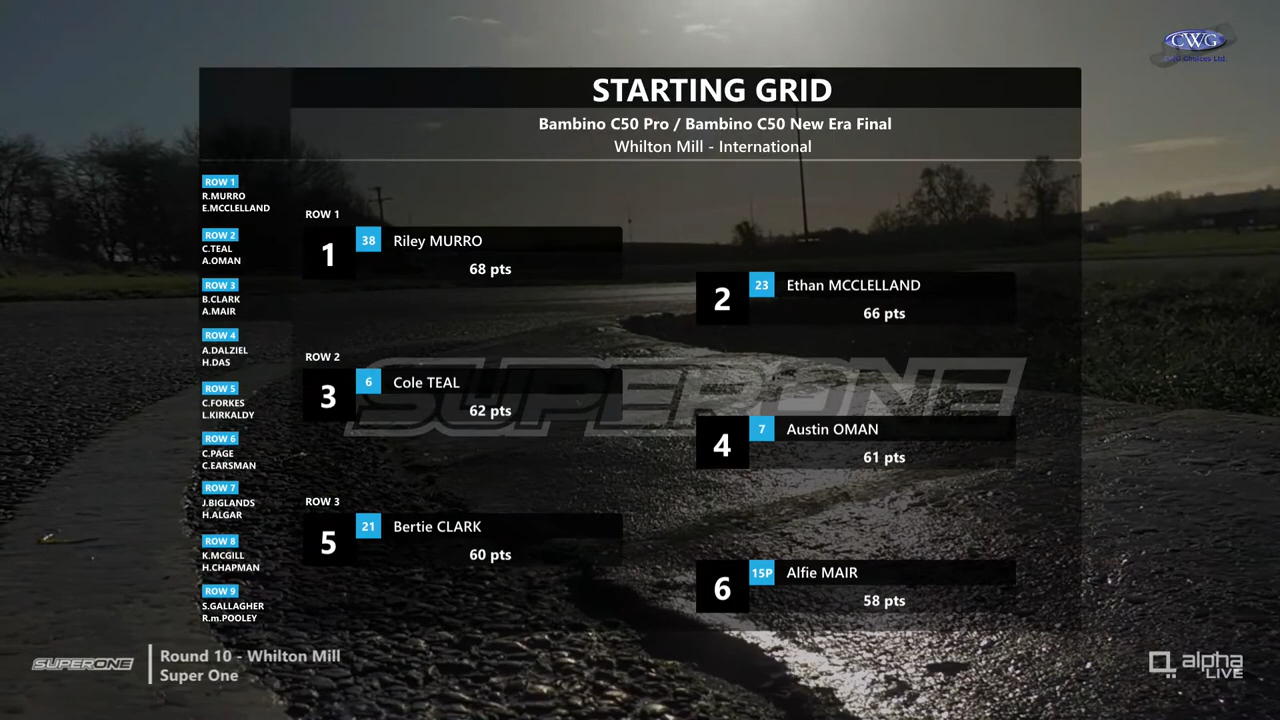 CWG
CWG Choices Ltd.
STARTING GRID
Bambino C50 Pro / Bambino C50 New Era Final
Whilton Mill - International
ROW 1
R.MURRO
E.MCCLELLAND
ROW 2
C.TEAL
A.OMAN
ROW 3
B.CLARK
A.MAIR
ROW 4
A.DALZIEL
H.DAS
ROW 5
C.FORKES
L.KIRKALDY
ROW 6
C.PAGE
C.EARSMAN
ROW 7
J.BIGLANDS
H.ALGAR
ROW 8
K.MCGILL
H.CHAPMAN
ROW 9
S.GALLAGHER
R.m.POOLEY
ROW 1
1 38 Riley MURRO
68 pts
2 23 Ethan MCCLELLAND
66 pts
ROW 2
3 6 Cole TEAL
62 pts
4 7 Austin OMAN
61 pts
ROW 3
5 21 Bertie CLARK
60 pts
6 15P Alfie MAIR
58 pts
SUPERONE
SUPERONE
Round 10 - Whilton Mill
Super One
alpha
LIVE